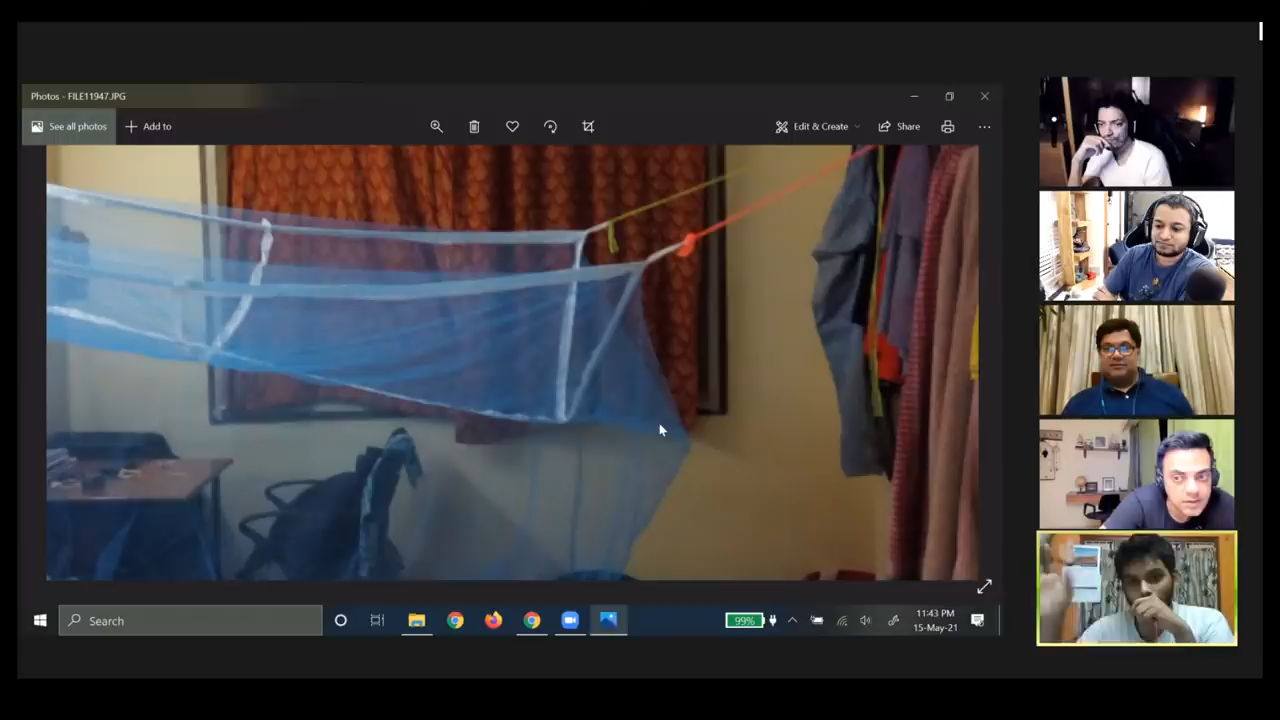 Photos - FILE11947.JPG
See all photos
Add to
Edit & Create
Share
Search
99%
11:43 PM
15-May-21